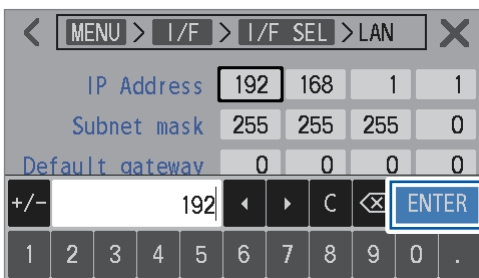 MENU > I/F > I/F SEL > LAN
IP Address 192 168 1 1
Subnet mask 255 255 255 0
Default gateway 0 0 0 0
+/- 192 C ENTER
1 2 3 4 5 6 7 8 9 0 .